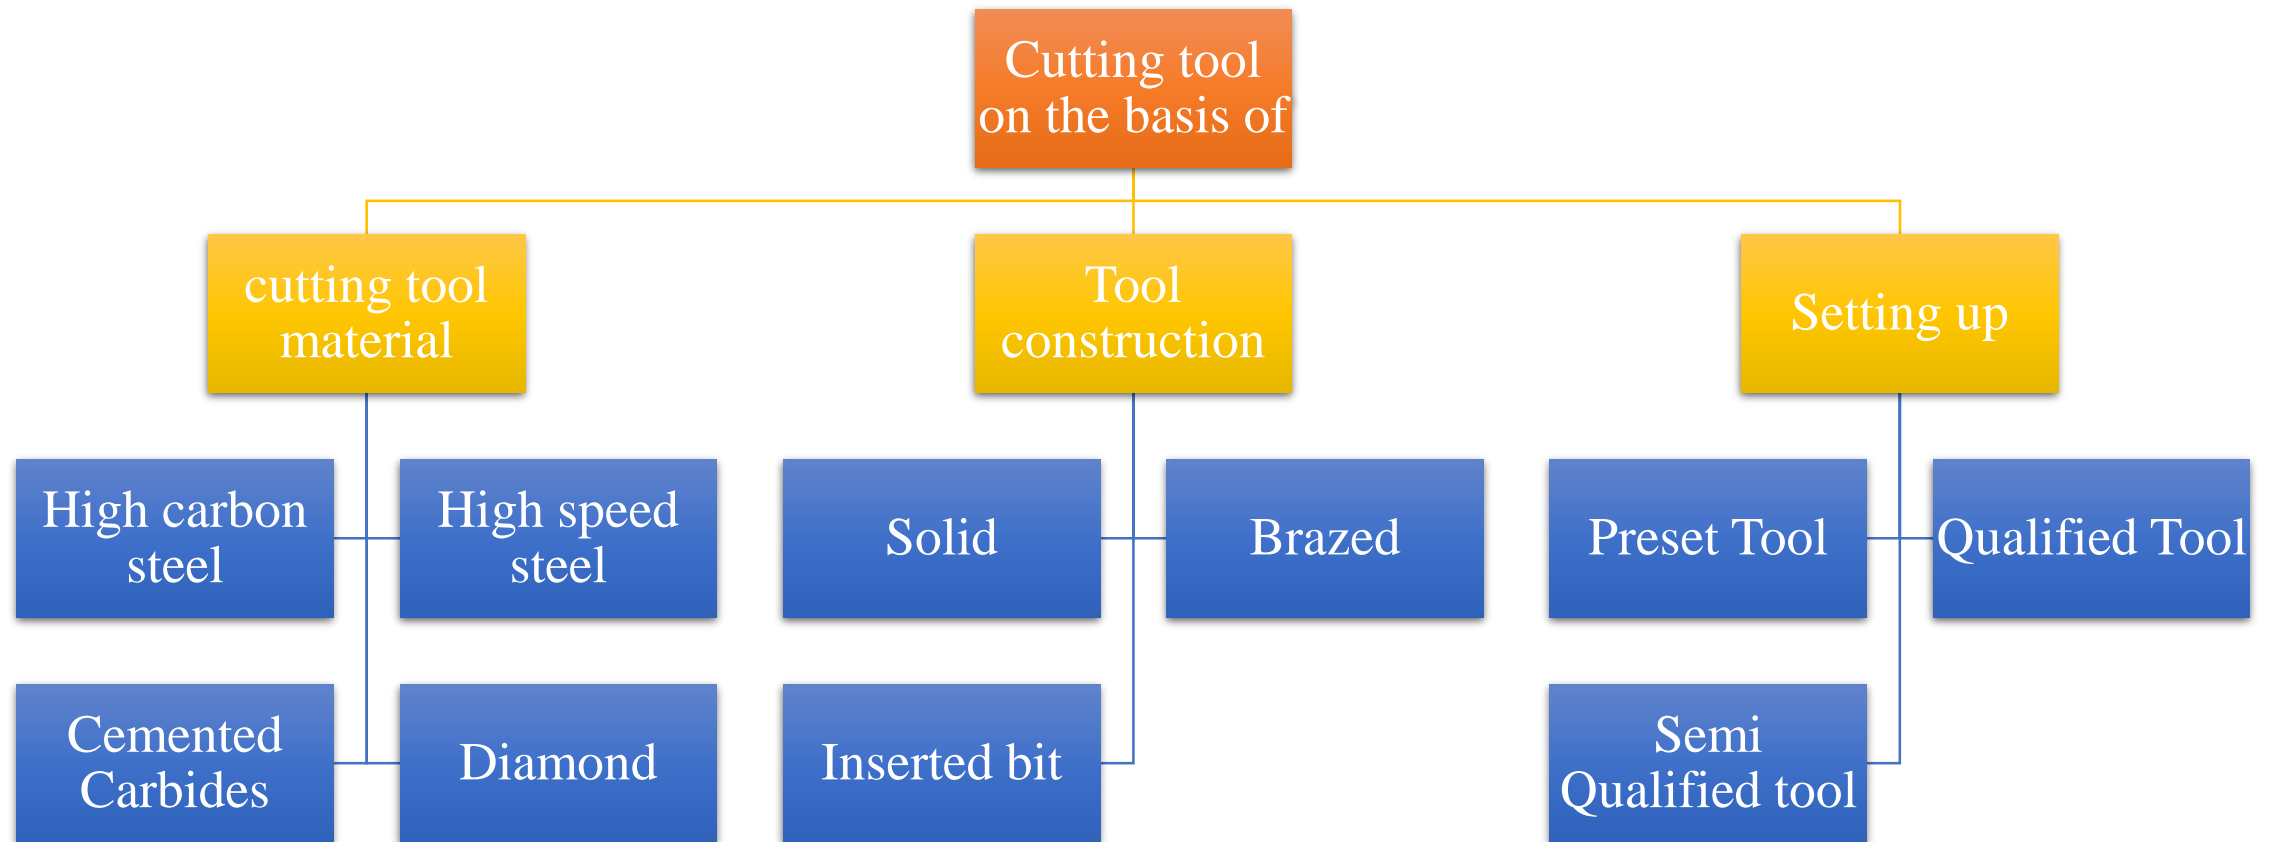 Cutting tool
on the basis of
cutting tool
material
Tool
construction
Setting up
High carbon
steel
High speed
steel
Solid
Brazed
Preset Tool
Qualified Tool
Cemented
Carbides
Diamond
Inserted bit
Semi
Qualified tool